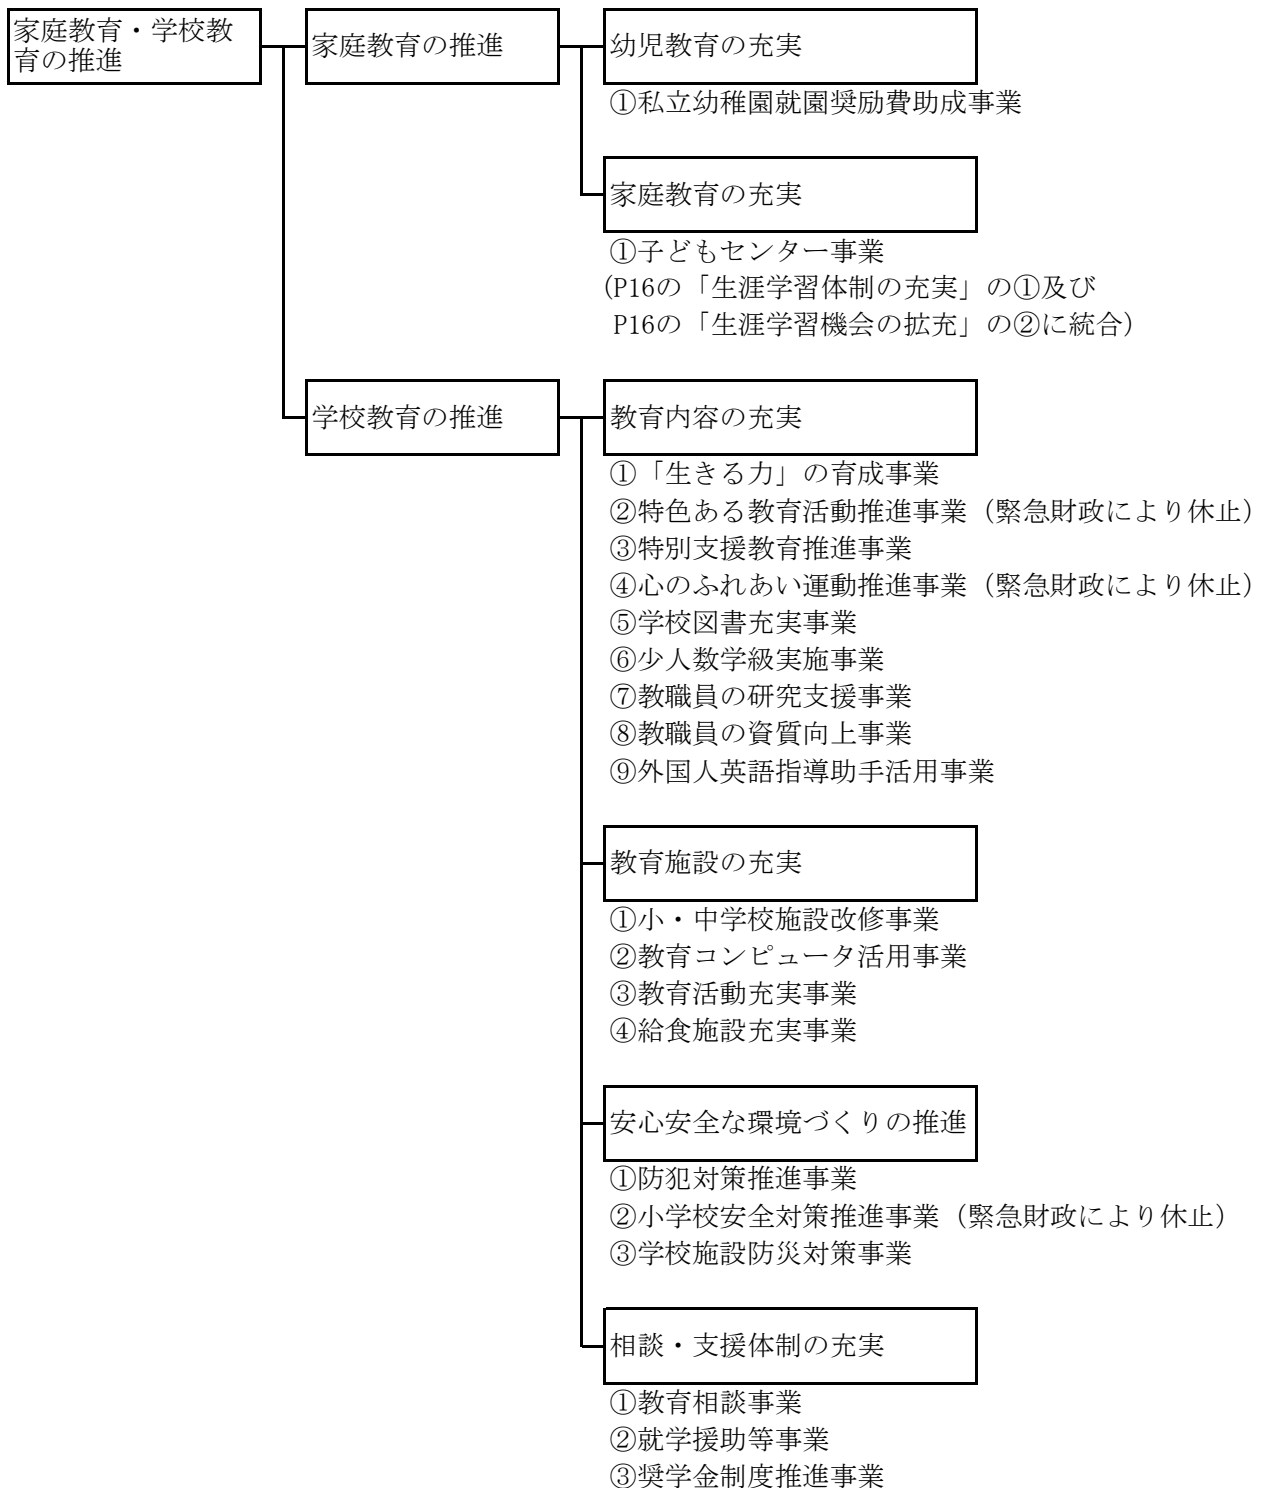 家庭教育・学校教
育の推進
家庭教育の推進
幼児教育の充実
①私立幼稚園就園奨励費助成事業
家庭教育の充実
①子どもセンター事業
(P16の「生涯学習体制の充実」の①及び
P16の「生涯学習機会の拡充」の②に統合)
学校教育の推進
教育内容の充実
①「生きる力」の育成事業
②特色ある教育活動推進事業（緊急財政により休止）
③特別支援教育推進事業
④心のふれあい運動推進事業（緊急財政により休止）
⑤学校図書充実事業
⑥少人数学級実施事業
⑦教職員の研究支援事業
⑧教職員の資質向上事業
⑨外国人英語指導助手活用事業
教育施設の充実
①小・中学校施設改修事業
②教育コンピュータ活用事業
③教育活動充実事業
④給食施設充実事業
安心安全な環境づくりの推進
①防犯対策推進事業
②小学校安全対策推進事業（緊急財政により休止）
③学校施設防災対策事業
相談・支援体制の充実
①教育相談事業
②就学援助等事業
③奨学金制度推進事業